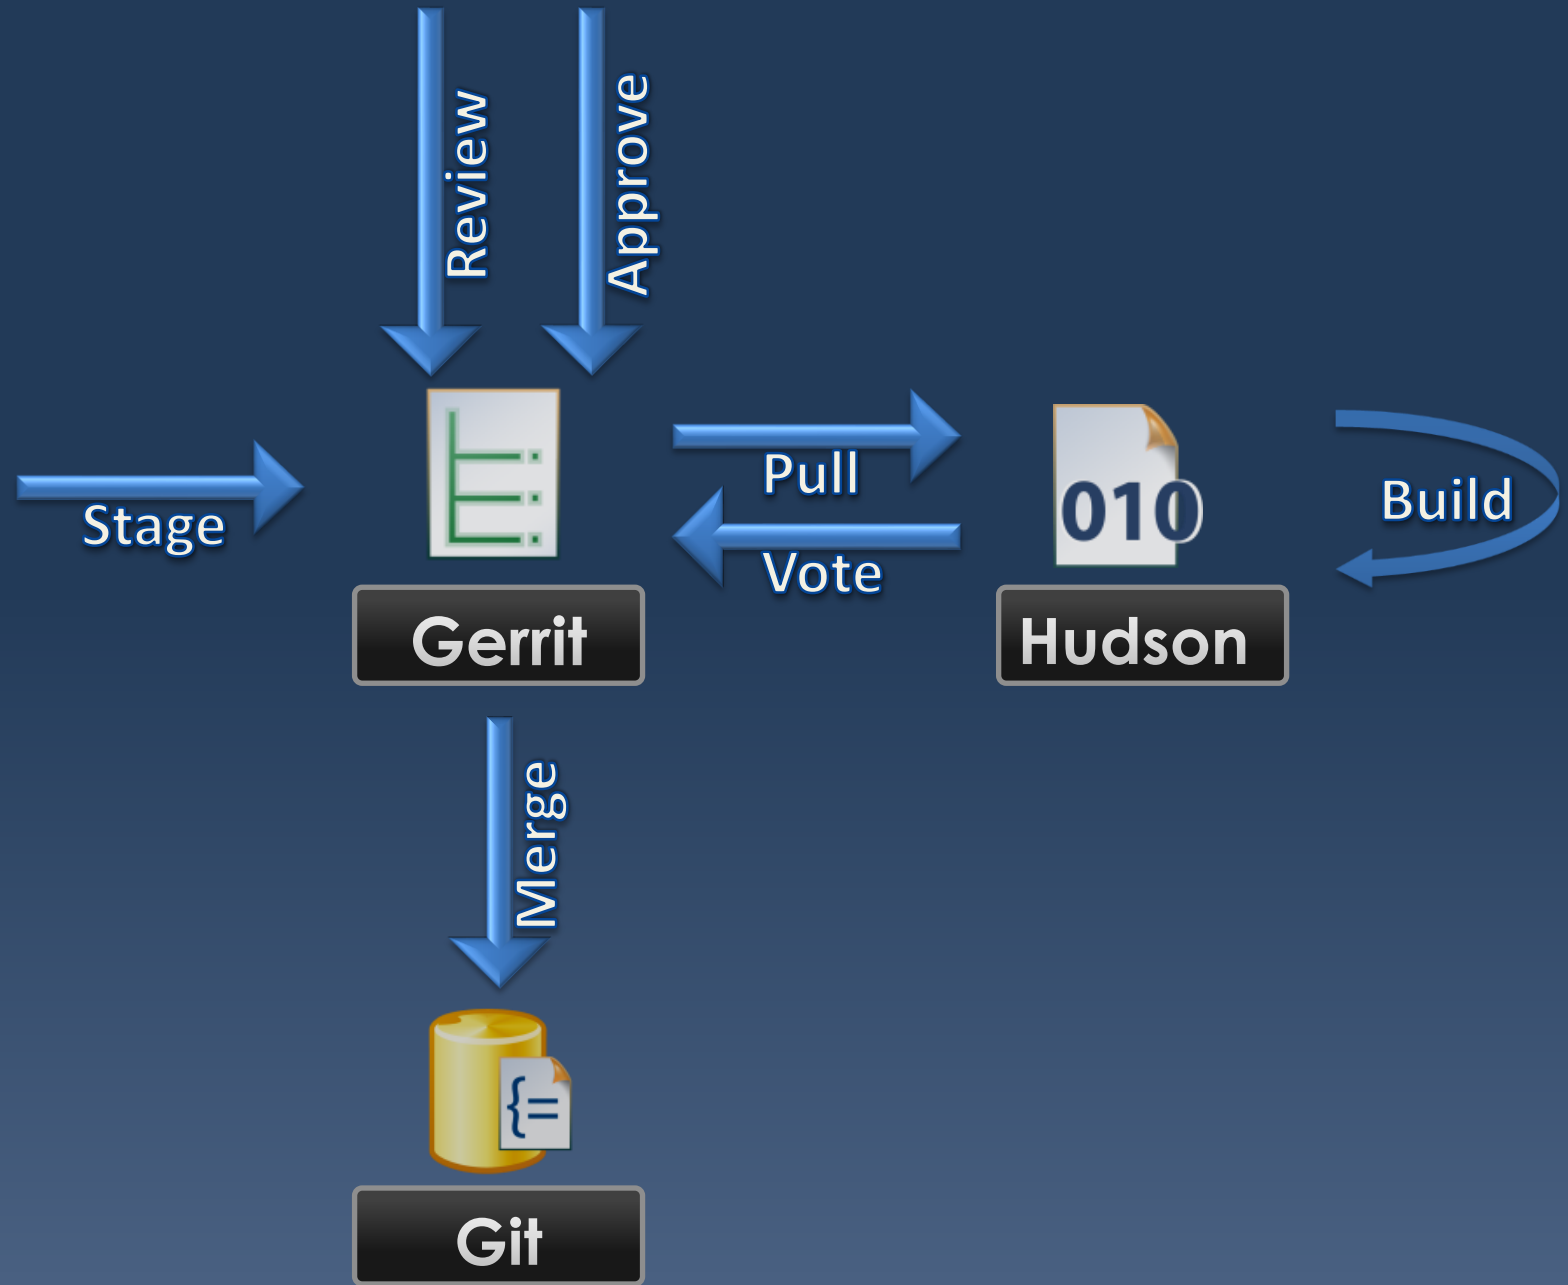 Review
Approve
Stage
Pull
Vote
010
Build
Gerrit
Hudson
Merge
{=
Git